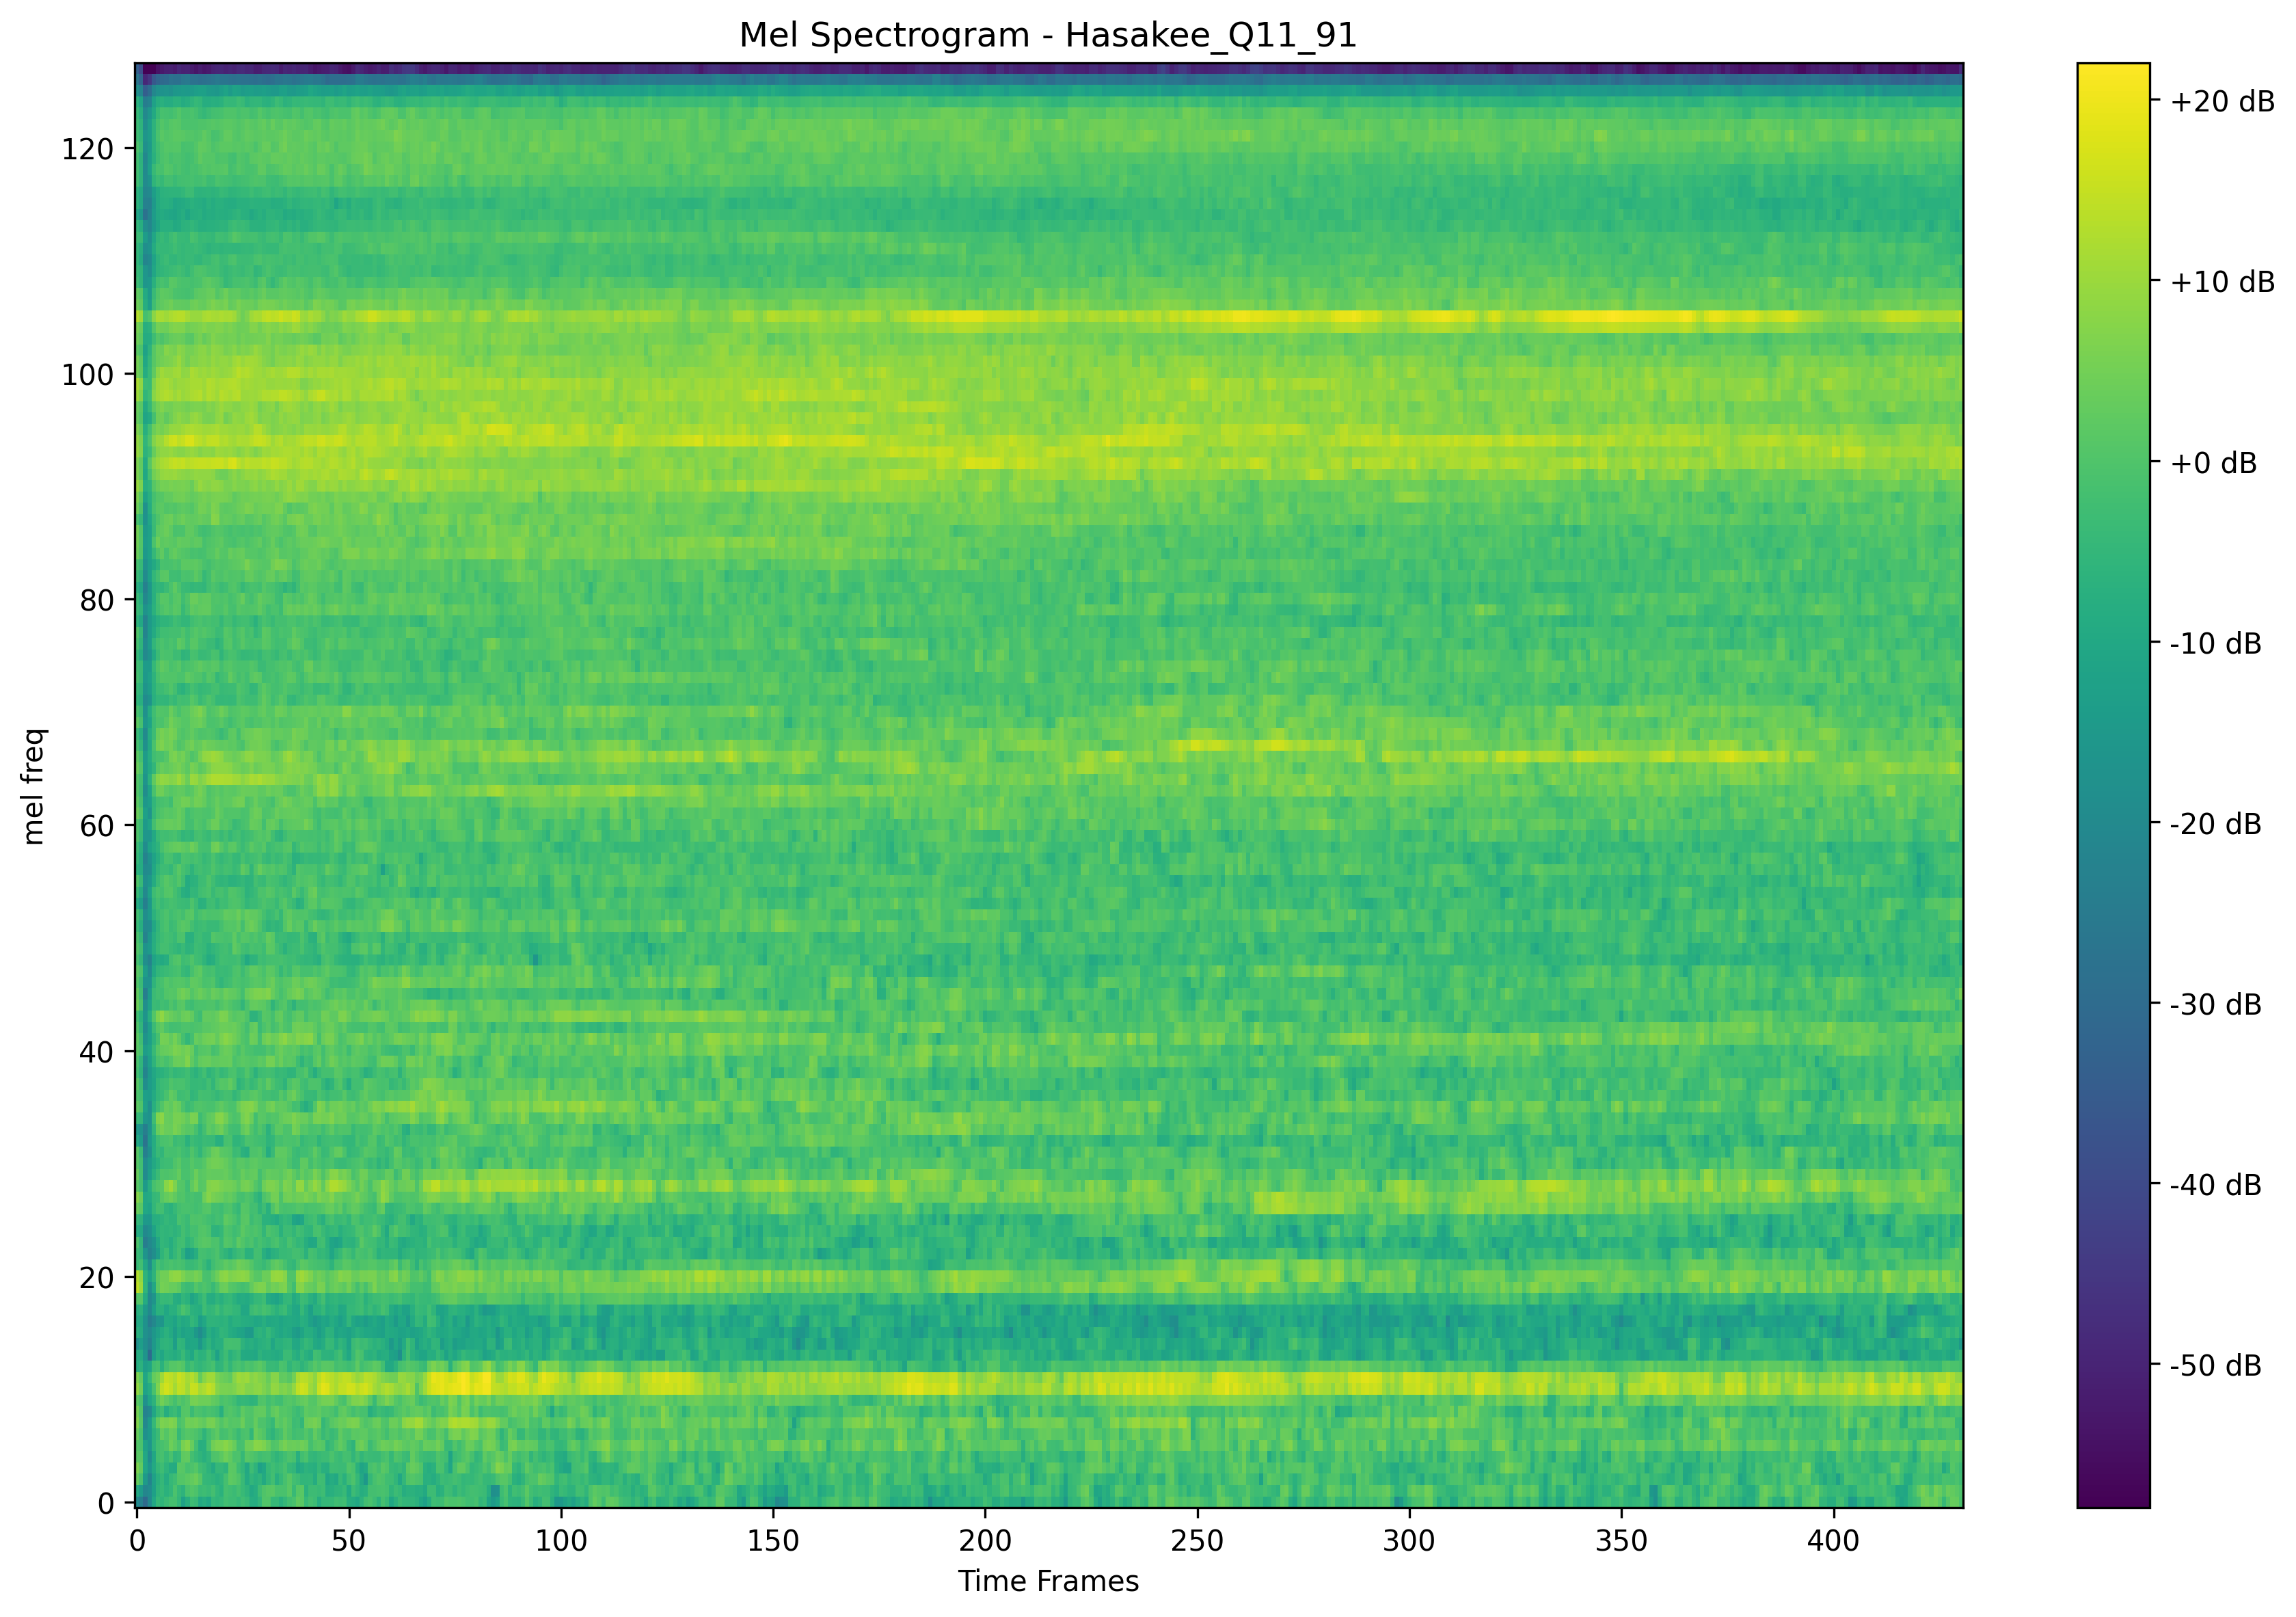 Mel Spectrogram - Hasakee_Q11_91
mel freq
120
100
80
60
40
20
0
0 50 100 150 200 250 300 350 400
Time Frames
+20 dB
+10 dB
+0 dB
-10 dB
-20 dB
-30 dB
-40 dB
-50 dB